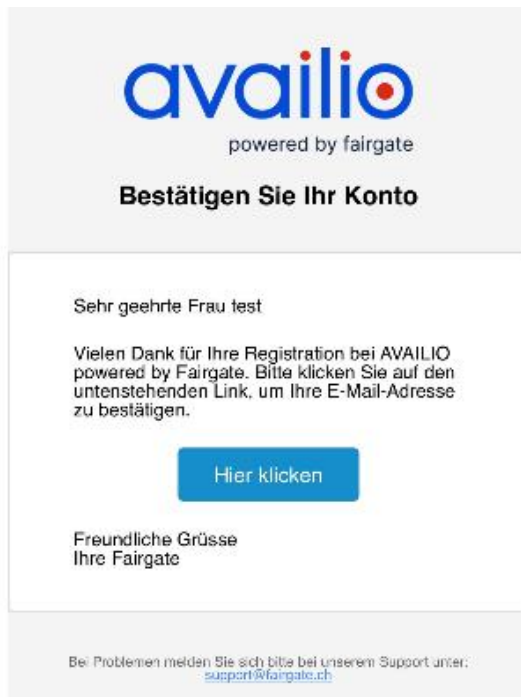 availio
powered by fairgate
Bestätigen Sie Ihr Konto
Sehr geehrte Frau test
Vielen Dank für Ihre Registration bei AVAILIO
powered by Fairgate. Bitte klicken Sie auf den
untenstehenden Link, um Ihre E-Mail-Adresse
zu bestätigen.
Hier klicken
Freundliche Grüsse
Ihre Fairgate
Bei Problemen melden Sie sich bitte bei unserem Support unter:
support@fairgate.ch